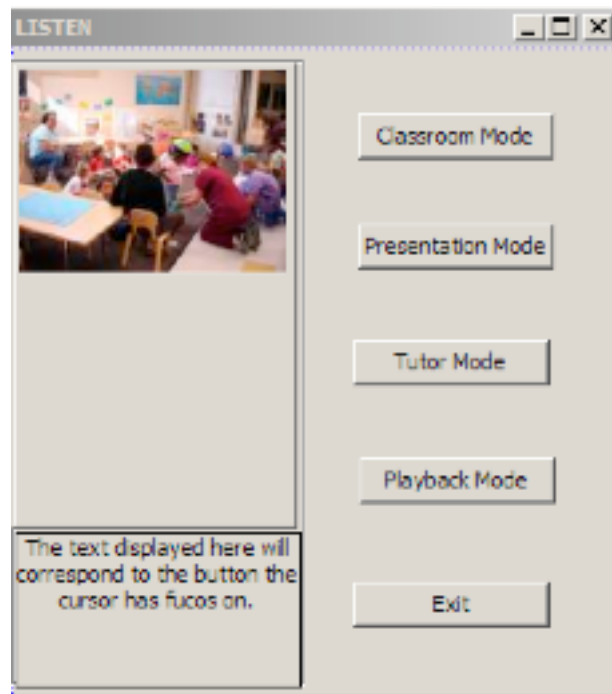 LISTEN
Classroom Mode
Presentation Mode
Tutor Mode
Playback Mode
The text displayed here will
correspond to the button the
cursor has fucos on.
Exit